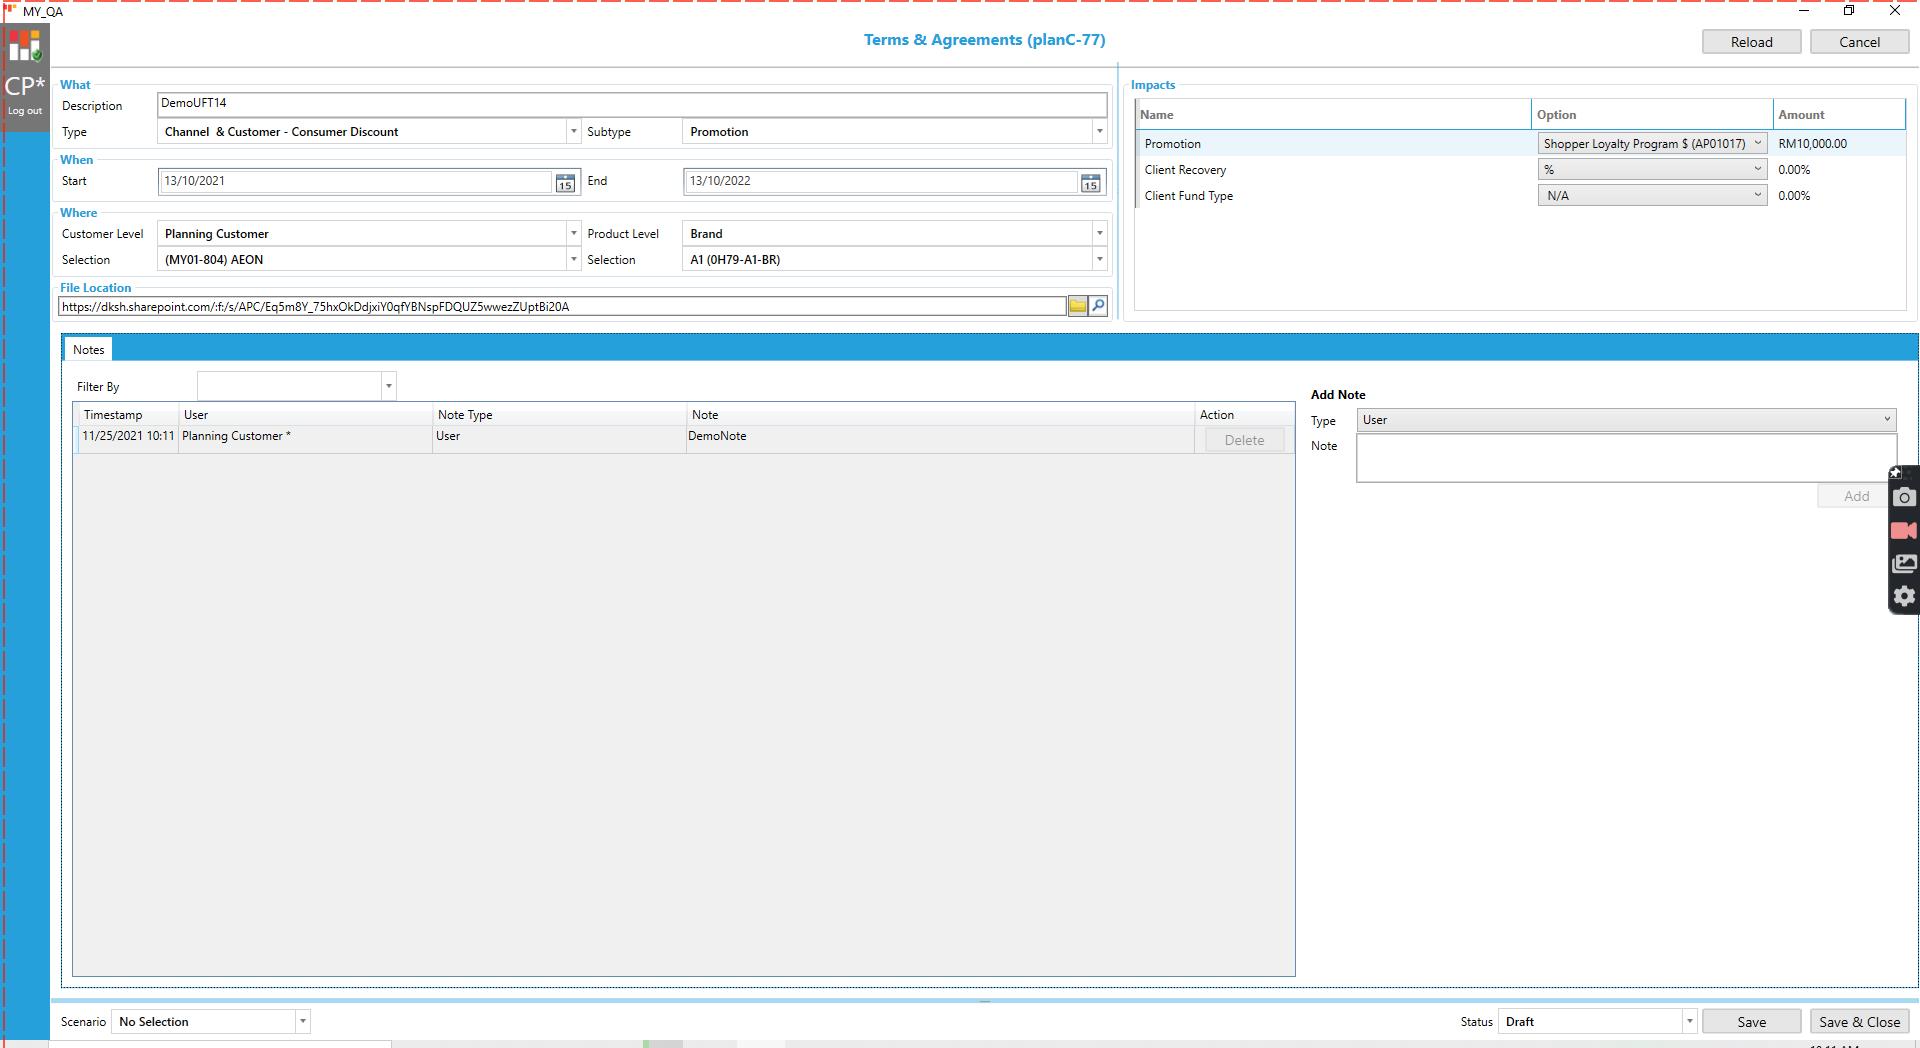 MY_QA
Terms & Agreements (planC-77)
Reload
Cancel
CP*
Log out
What
Description DemoUFT14
Type Channel & Customer - Consumer Discount Subtype Promotion
When
Start 13/10/2021 15 End 13/10/2022 15
Where
Customer Level Planning Customer Product Level Brand
Selection (MY01-804) AEON Selection A1 (0H79-A1-BR)
File Location
https://dksh.sharepoint.com/:f:/s/APC/Eq5m8Y_75hxOkDdjxiY0qfYBNspFDQUZ5wwezZUptBi20A
Impacts
Name Option Amount
Promotion Shopper Loyalty Program $ (AP01017) RM10,000.00
Client Recovery % 0.00%
Client Fund Type N/A 0.00%
Notes
Filter By
Timestamp User Note Type Note Action
11/25/2021 10:11 Planning Customer * User DemoNote Delete
Add Note
Type User
Note
Add
Scenario No Selection
Status Draft Save Save & Close